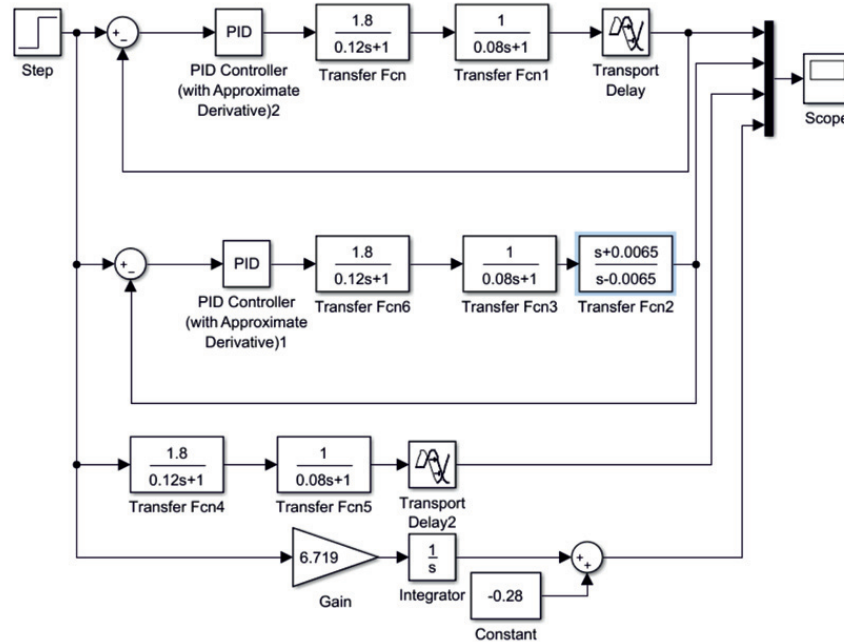 +
−
PID
1.8
0.12s+1
1
0.08s+1
Step
PID Controller
(with Approximate
Derivative)2
Transfer Fcn
Transfer Fcn1
Transport
Delay
Scope
+
−
PID
1.8
0.12s+1
1
0.08s+1
s+0.0065
s-0.0065
PID Controller
(with Approximate
Derivative)1
Transfer Fcn6
Transfer Fcn3
Transfer Fcn2
1.8
0.12s+1
1
0.08s+1
Transfer Fcn4
Transfer Fcn5
Transport
Delay2
6.719
Gain
1
s
Integrator
+
+
-0.28
Constant